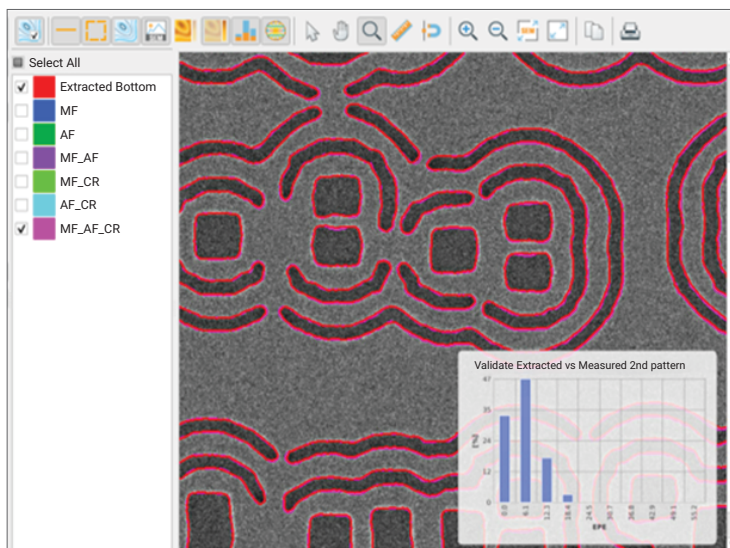 Select All
Extracted Bottom
MF
AF
MF_AF
MF_CR
AF_CR
MF_AF_CR
Validate Extracted vs Measured 2nd pattern
47
35
24
12
0
[%]
0.0 6.1 12.3 18.4 24.5 30.7 36.8 42.9 49.1 55.2
EPE